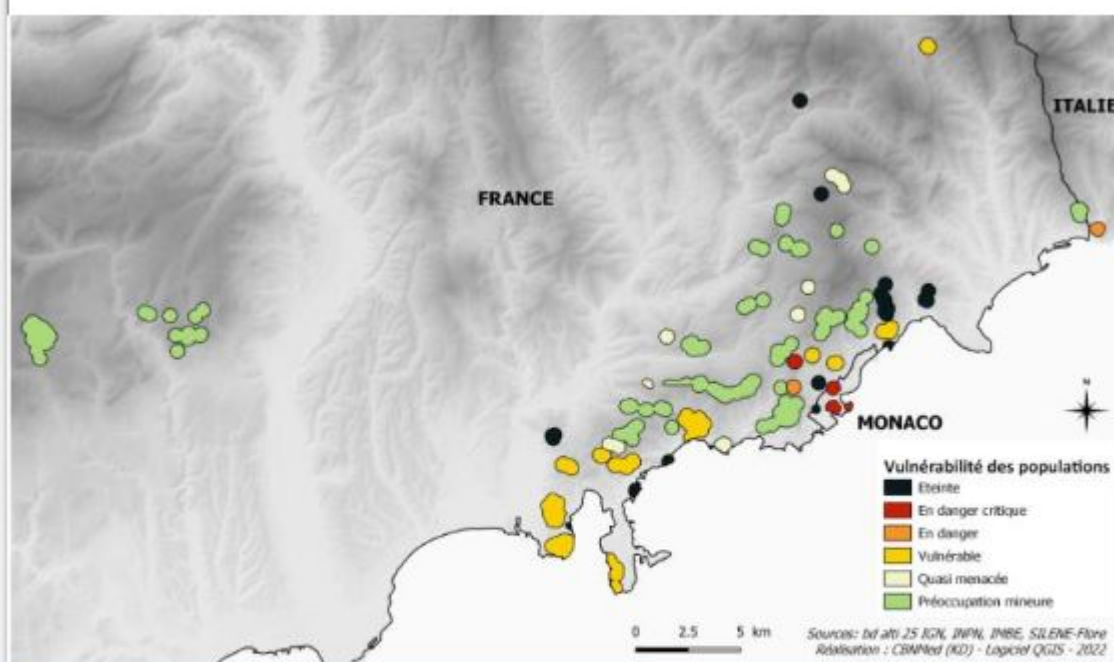 ITALIE
FRANCE
N
MONACO
Vulnérabilité des populations
Eteinte
En danger critique
En danger
Vulnérable
Quasi menacée
Préoccupation mineure
0 2.5 5 km
Sources: bd alti 25 IGN, INPN, IMBE, SILENE-Flore
Réalisation : CBNMed (KD) - Logiciel QGIS - 2022